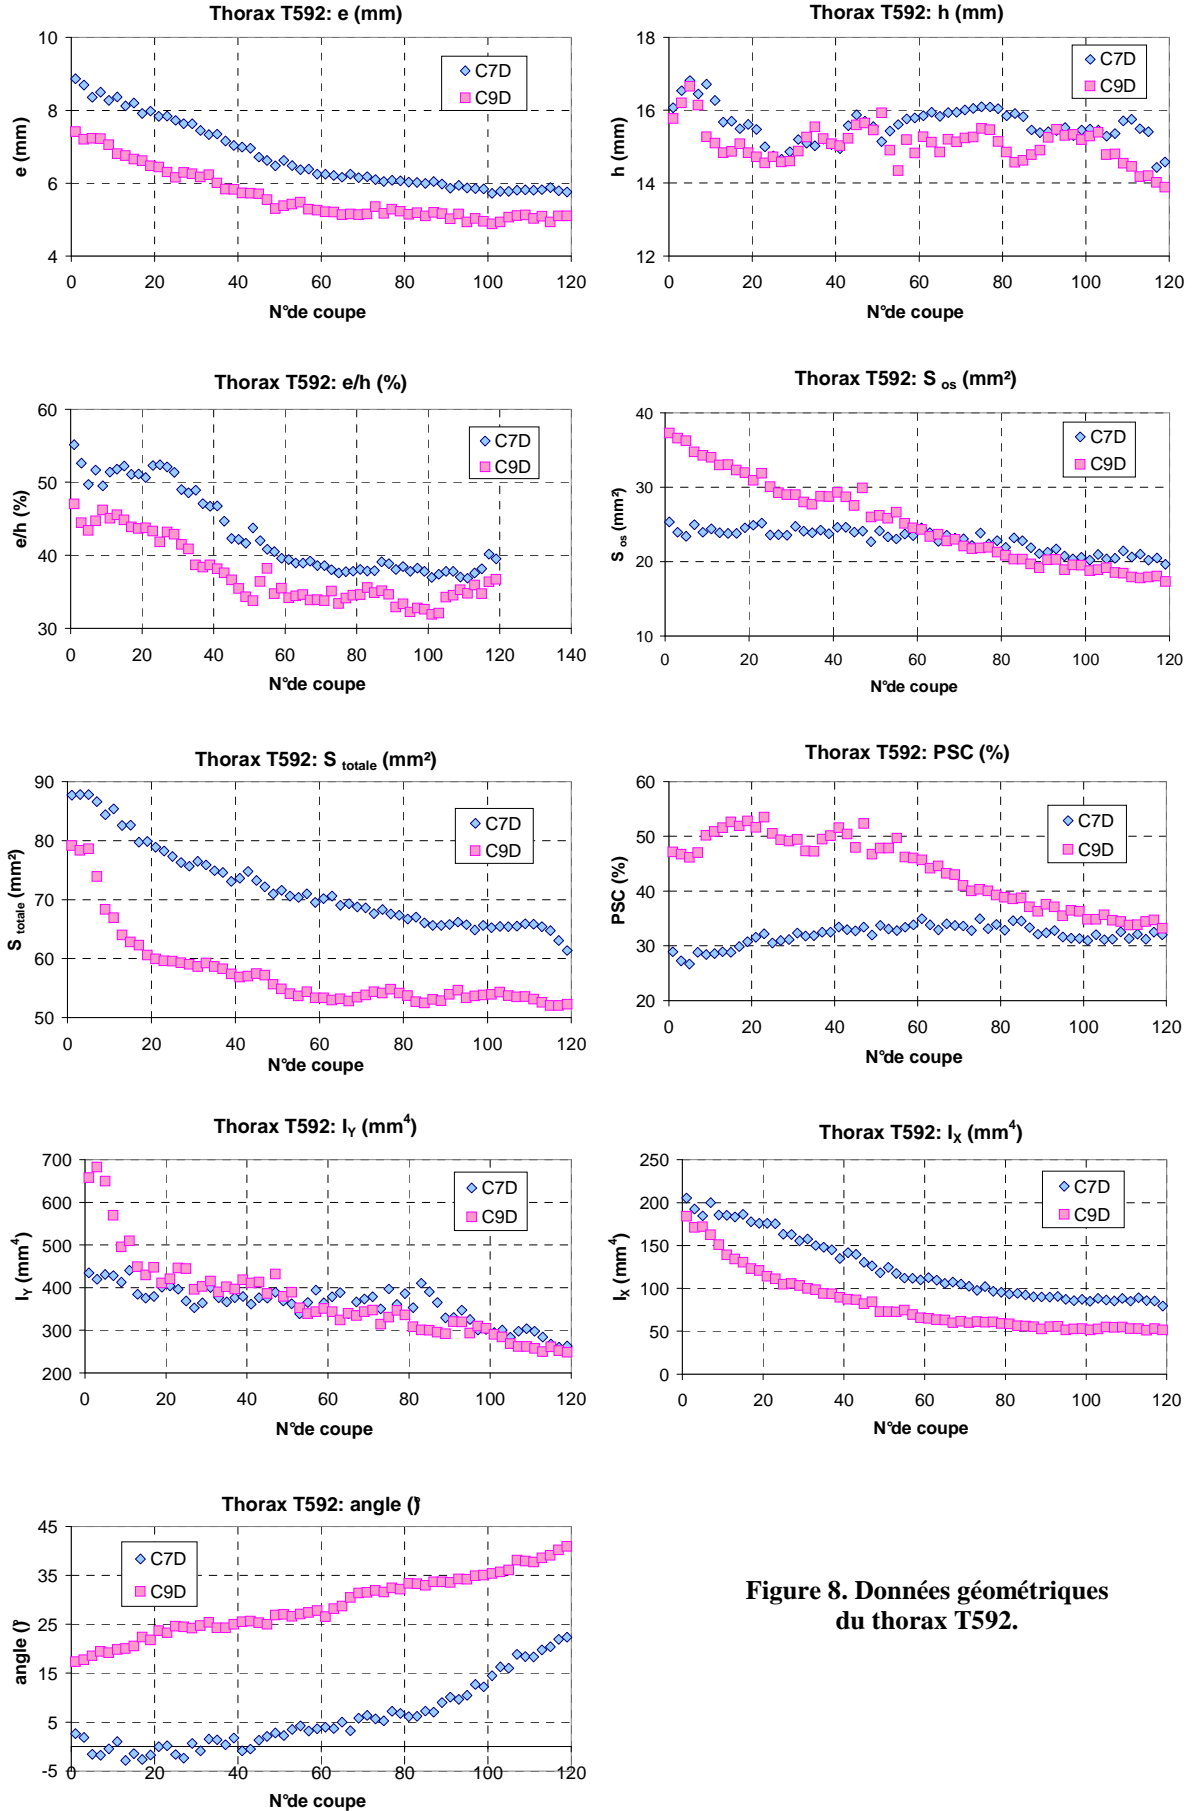 Thorax T592: e (mm)
10
8
6
4
e (mm)
C7D
C9D
0 20 40 60 80 100 120
N°de coupe
Thorax T592: h (mm)
18
16
14
12
h (mm)
C7D
C9D
0 20 40 60 80 100 120
N°de coupe
Thorax T592: e/h (%)
60
50
40
30
e/h (%)
C7D
C9D
0 20 40 60 80 100 120 140
N°de coupe
Thorax T592: S os (mm²)
40
30
20
10
S os (mm²)
C7D
C9D
0 20 40 60 80 100 120
N°de coupe
Thorax T592: S totale (mm²)
90
80
70
60
50
S totale (mm²)
C7D
C9D
0 20 40 60 80 100 120
N°de coupe
Thorax T592: PSC (%)
60
50
40
30
20
PSC (%)
C7D
C9D
0 20 40 60 80 100 120
N°de coupe
Thorax T592: IY (mm4)
700
600
500
400
300
200
IY (mm4)
C7D
C9D
0 20 40 60 80 100 120
N°de coupe
Thorax T592: IX (mm4)
250
200
150
100
50
0
IX (mm4)
C7D
C9D
0 20 40 60 80 100 120
N°de coupe
Thorax T592: angle (°)
45
35
25
15
5
-5
angle (°)
C7D
C9D
0 20 40 60 80 100 120
N°de coupe
Figure 8. Données géométriques
du thorax T592.